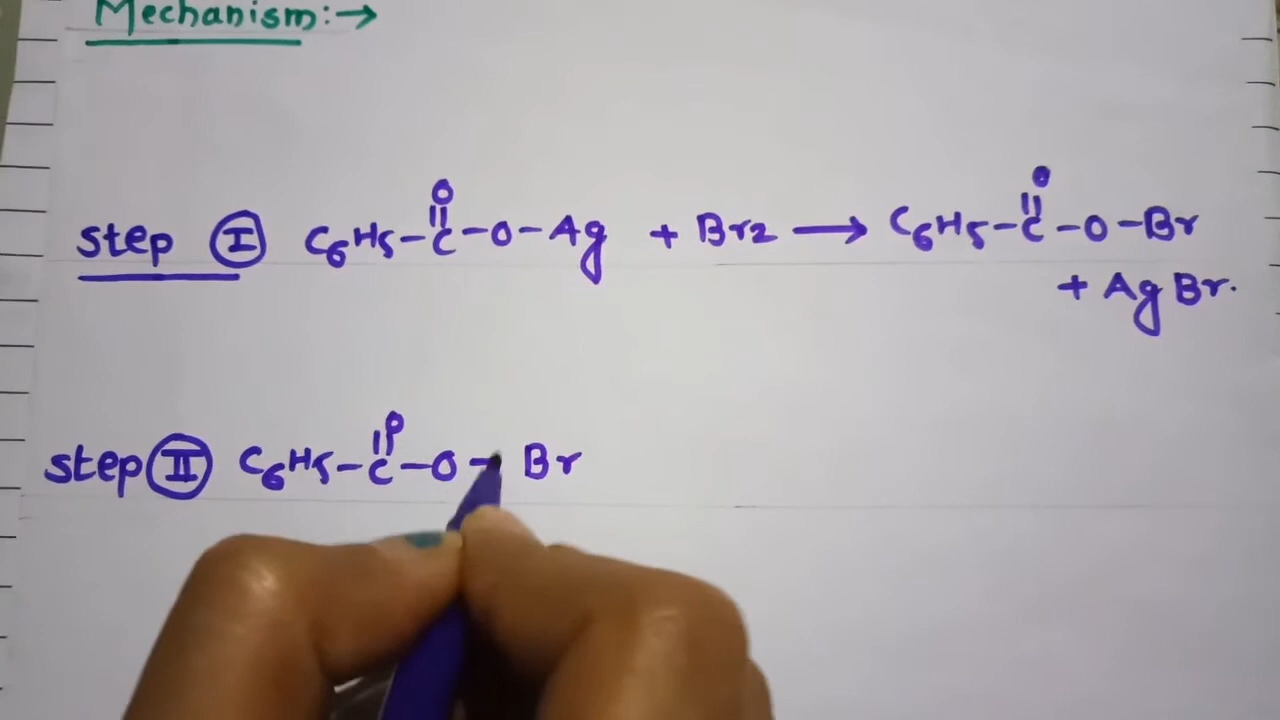 Mechanism:→
O O
|| ||
step I C6H5-C-O-Ag + Br2 → C6H5-C-O-Br
+ AgBr.
O
||
step II C6H5-C-O- Br